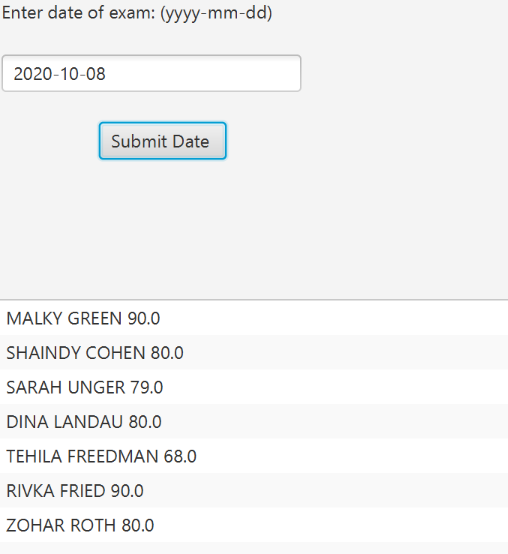 Enter date of exam: (yyyy-mm-dd)
2020-10-08
Submit Date
MALKY GREEN 90.0
SHAINDY COHEN 80.0
SARAH UNGER 79.0
DINA LANDAU 80.0
TEHILA FREEDMAN 68.0
RIVKA FRIED 90.0
ZOHAR ROTH 80.0